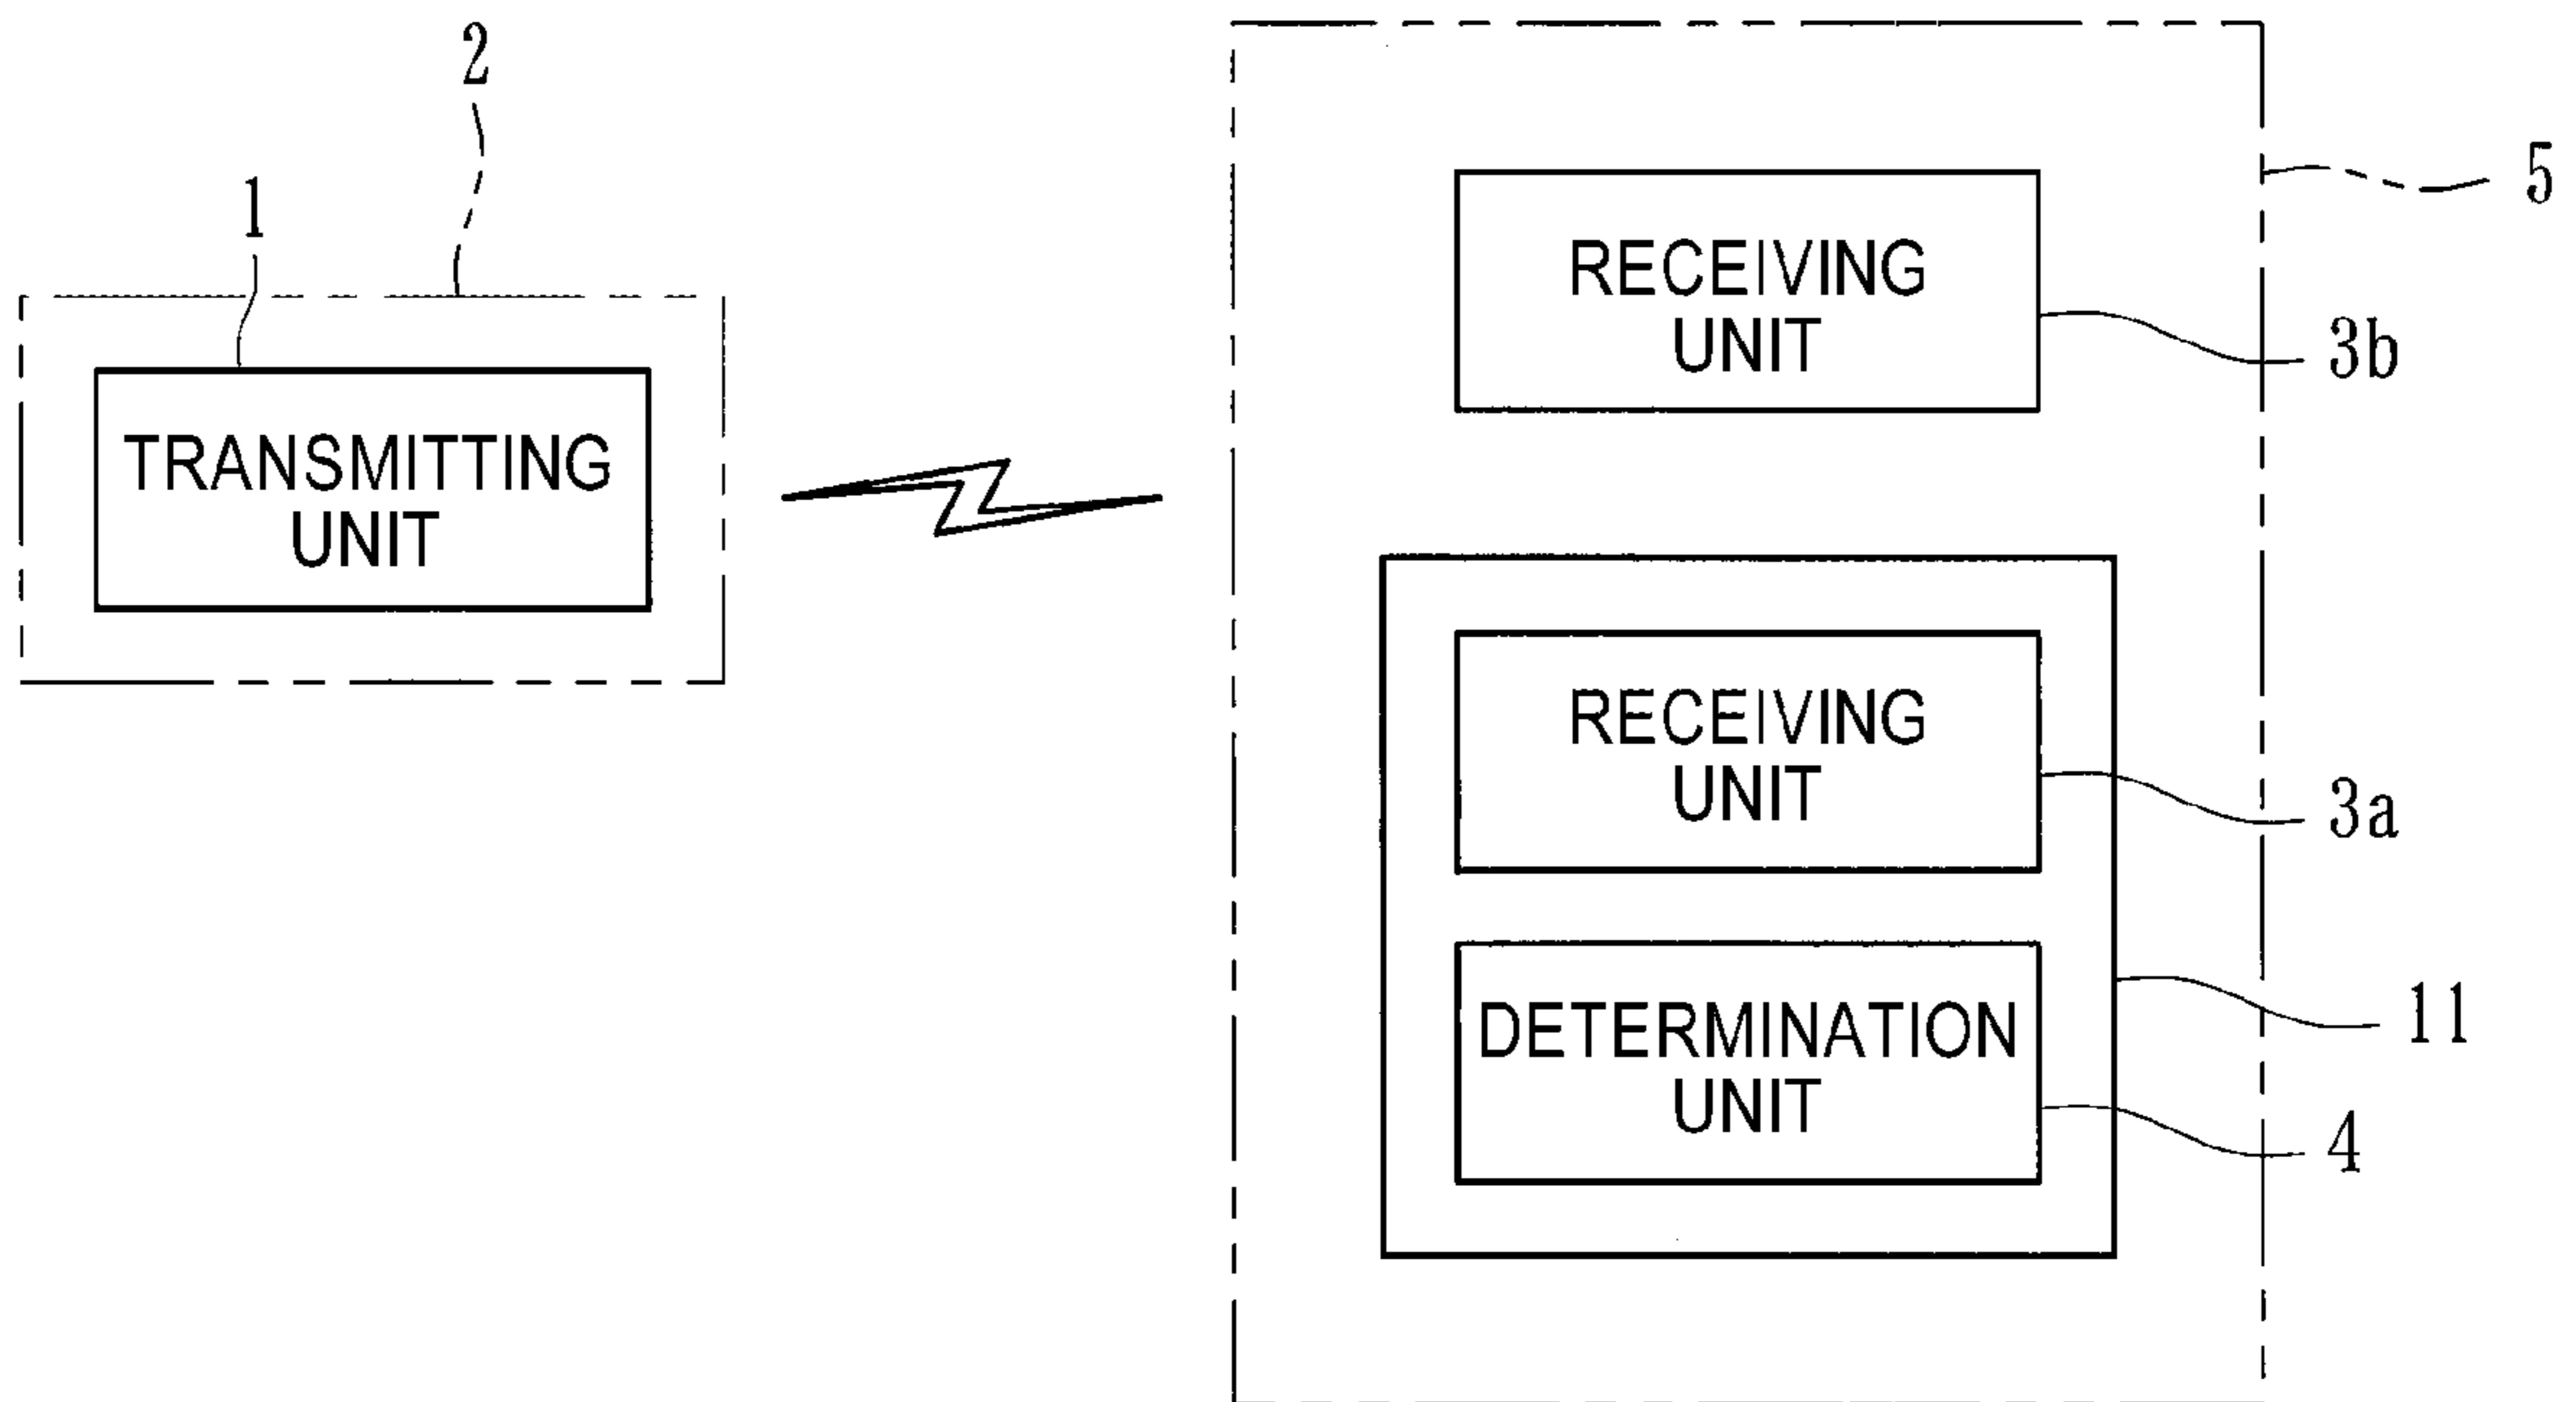 2
1
TRANSMITTING
UNIT
5
RECEIVING
UNIT
3b
RECEIVING
UNIT
3a
DETERMINATION
UNIT
11
4